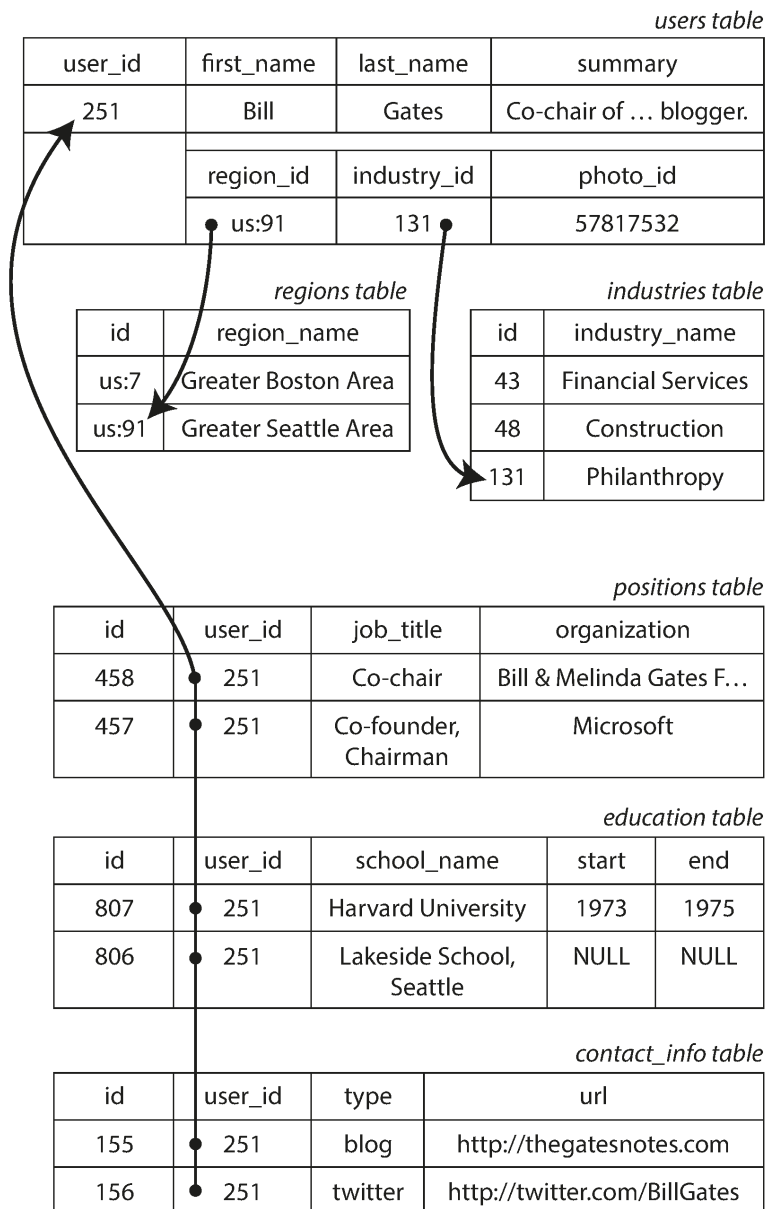 users table
user_id first_name last_name summary
251 Bill Gates Co-chair of … blogger.
region_id industry_id photo_id
us:91 131 57817532
regions table
id region_name
us:7 Greater Boston Area
us:91 Greater Seattle Area
industries table
id industry_name
43 Financial Services
48 Construction
131 Philanthropy
positions table
id user_id job_title organization
458 251 Co-chair Bill & Melinda Gates F…
457 251 Co-founder, Microsoft
Chairman
education table
id user_id school_name start end
807 251 Harvard University 1973 1975
806 251 Lakeside School, NULL NULL
Seattle
contact_info table
id user_id type url
155 251 blog http://thegatesnotes.com
156 251 twitter http://twitter.com/BillGates